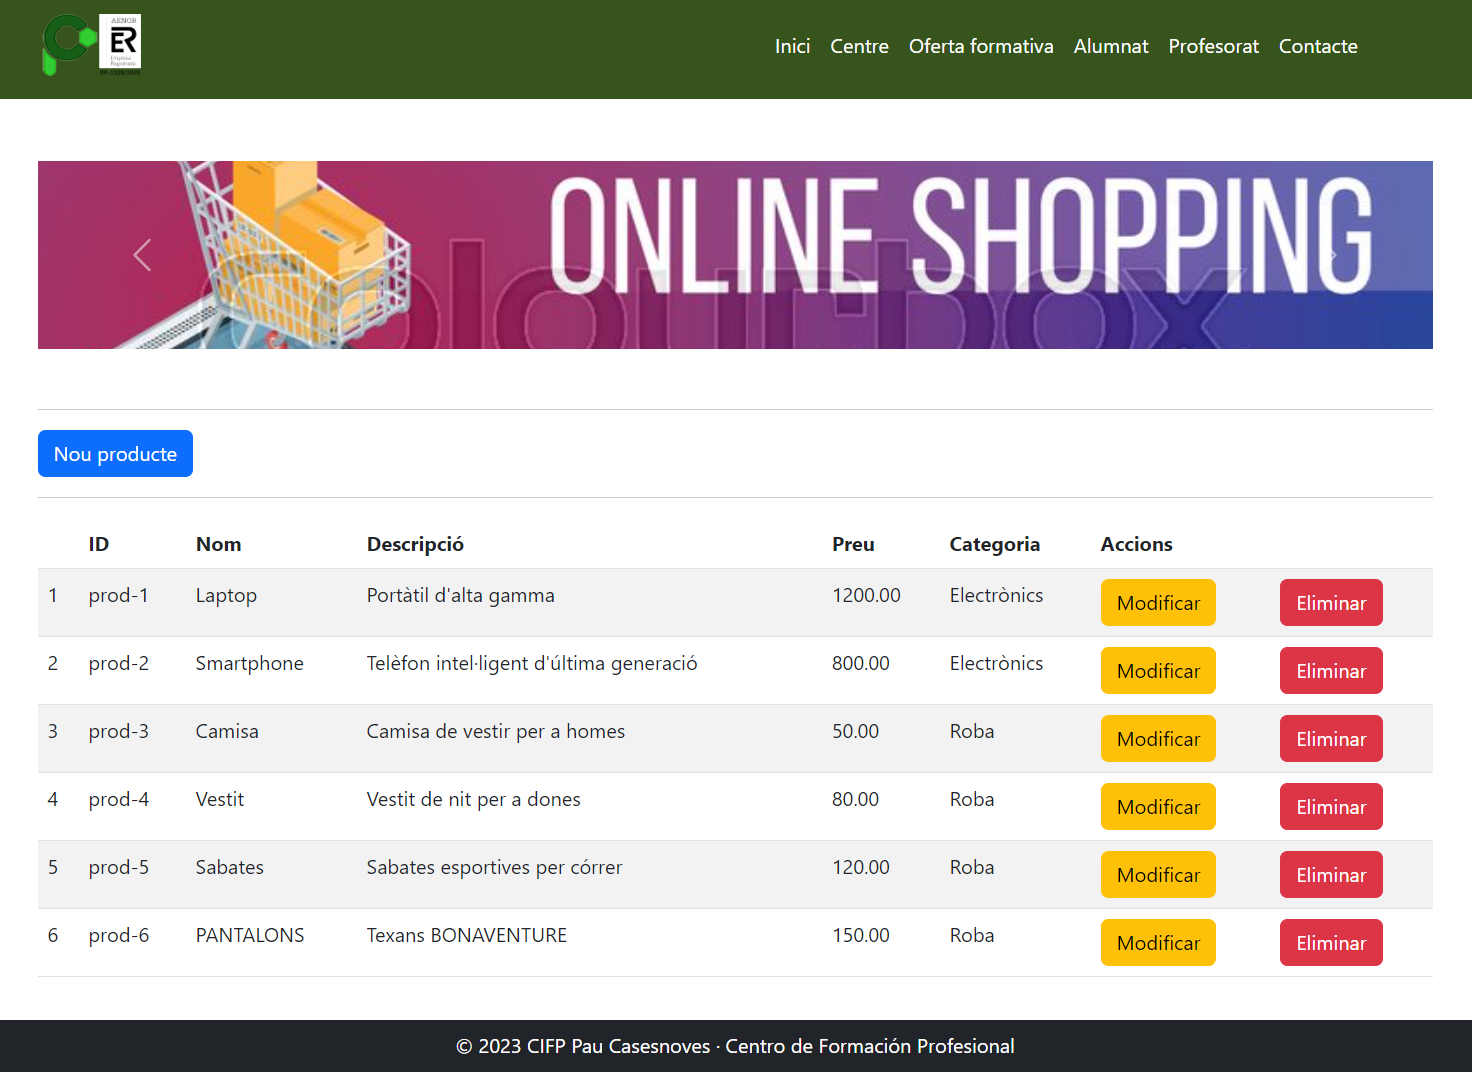 AENOR
ER
Empresa
Registrada
ER-1329/2005
Inici Centre Oferta formativa Alumnat Profesorat Contacte
ONLINE SHOPPING
colourbox
Nou producte
ID Nom Descripció Preu Categoria Accions
1 prod-1 Laptop Portàtil d'alta gamma 1200.00 Electrònics Modificar Eliminar
2 prod-2 Smartphone Telèfon intel·ligent d'última generació 800.00 Electrònics Modificar Eliminar
3 prod-3 Camisa Camisa de vestir per a homes 50.00 Roba Modificar Eliminar
4 prod-4 Vestit Vestit de nit per a dones 80.00 Roba Modificar Eliminar
5 prod-5 Sabates Sabates esportives per córrer 120.00 Roba Modificar Eliminar
6 prod-6 PANTALONS Texans BONAVENTURE 150.00 Roba Modificar Eliminar
© 2023 CIFP Pau Casesnoves · Centro de Formación Profesional